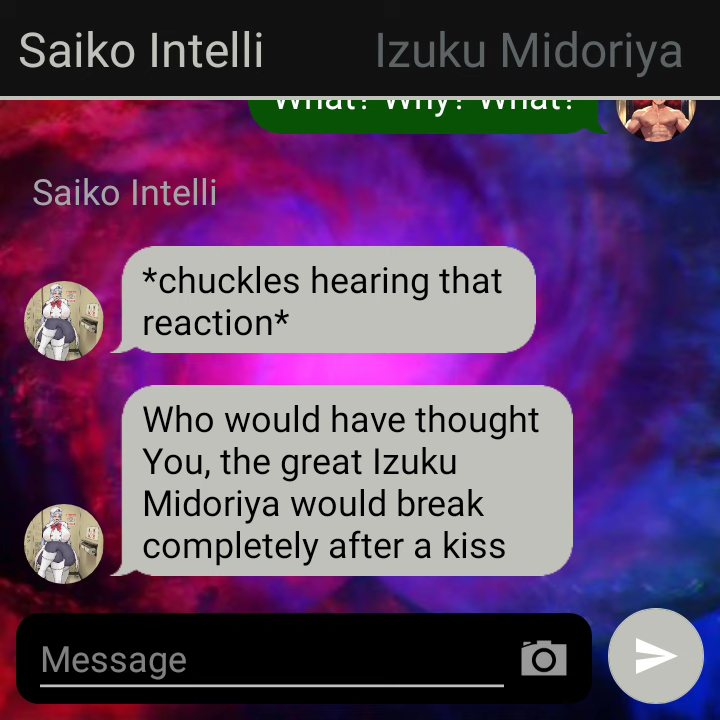 Saiko Intelli Izuku Midoriya
What? Why? What?
Saiko Intelli
*chuckles hearing that
reaction*
Who would have thought
You, the great Izuku
Midoriya would break
completely after a kiss
Message